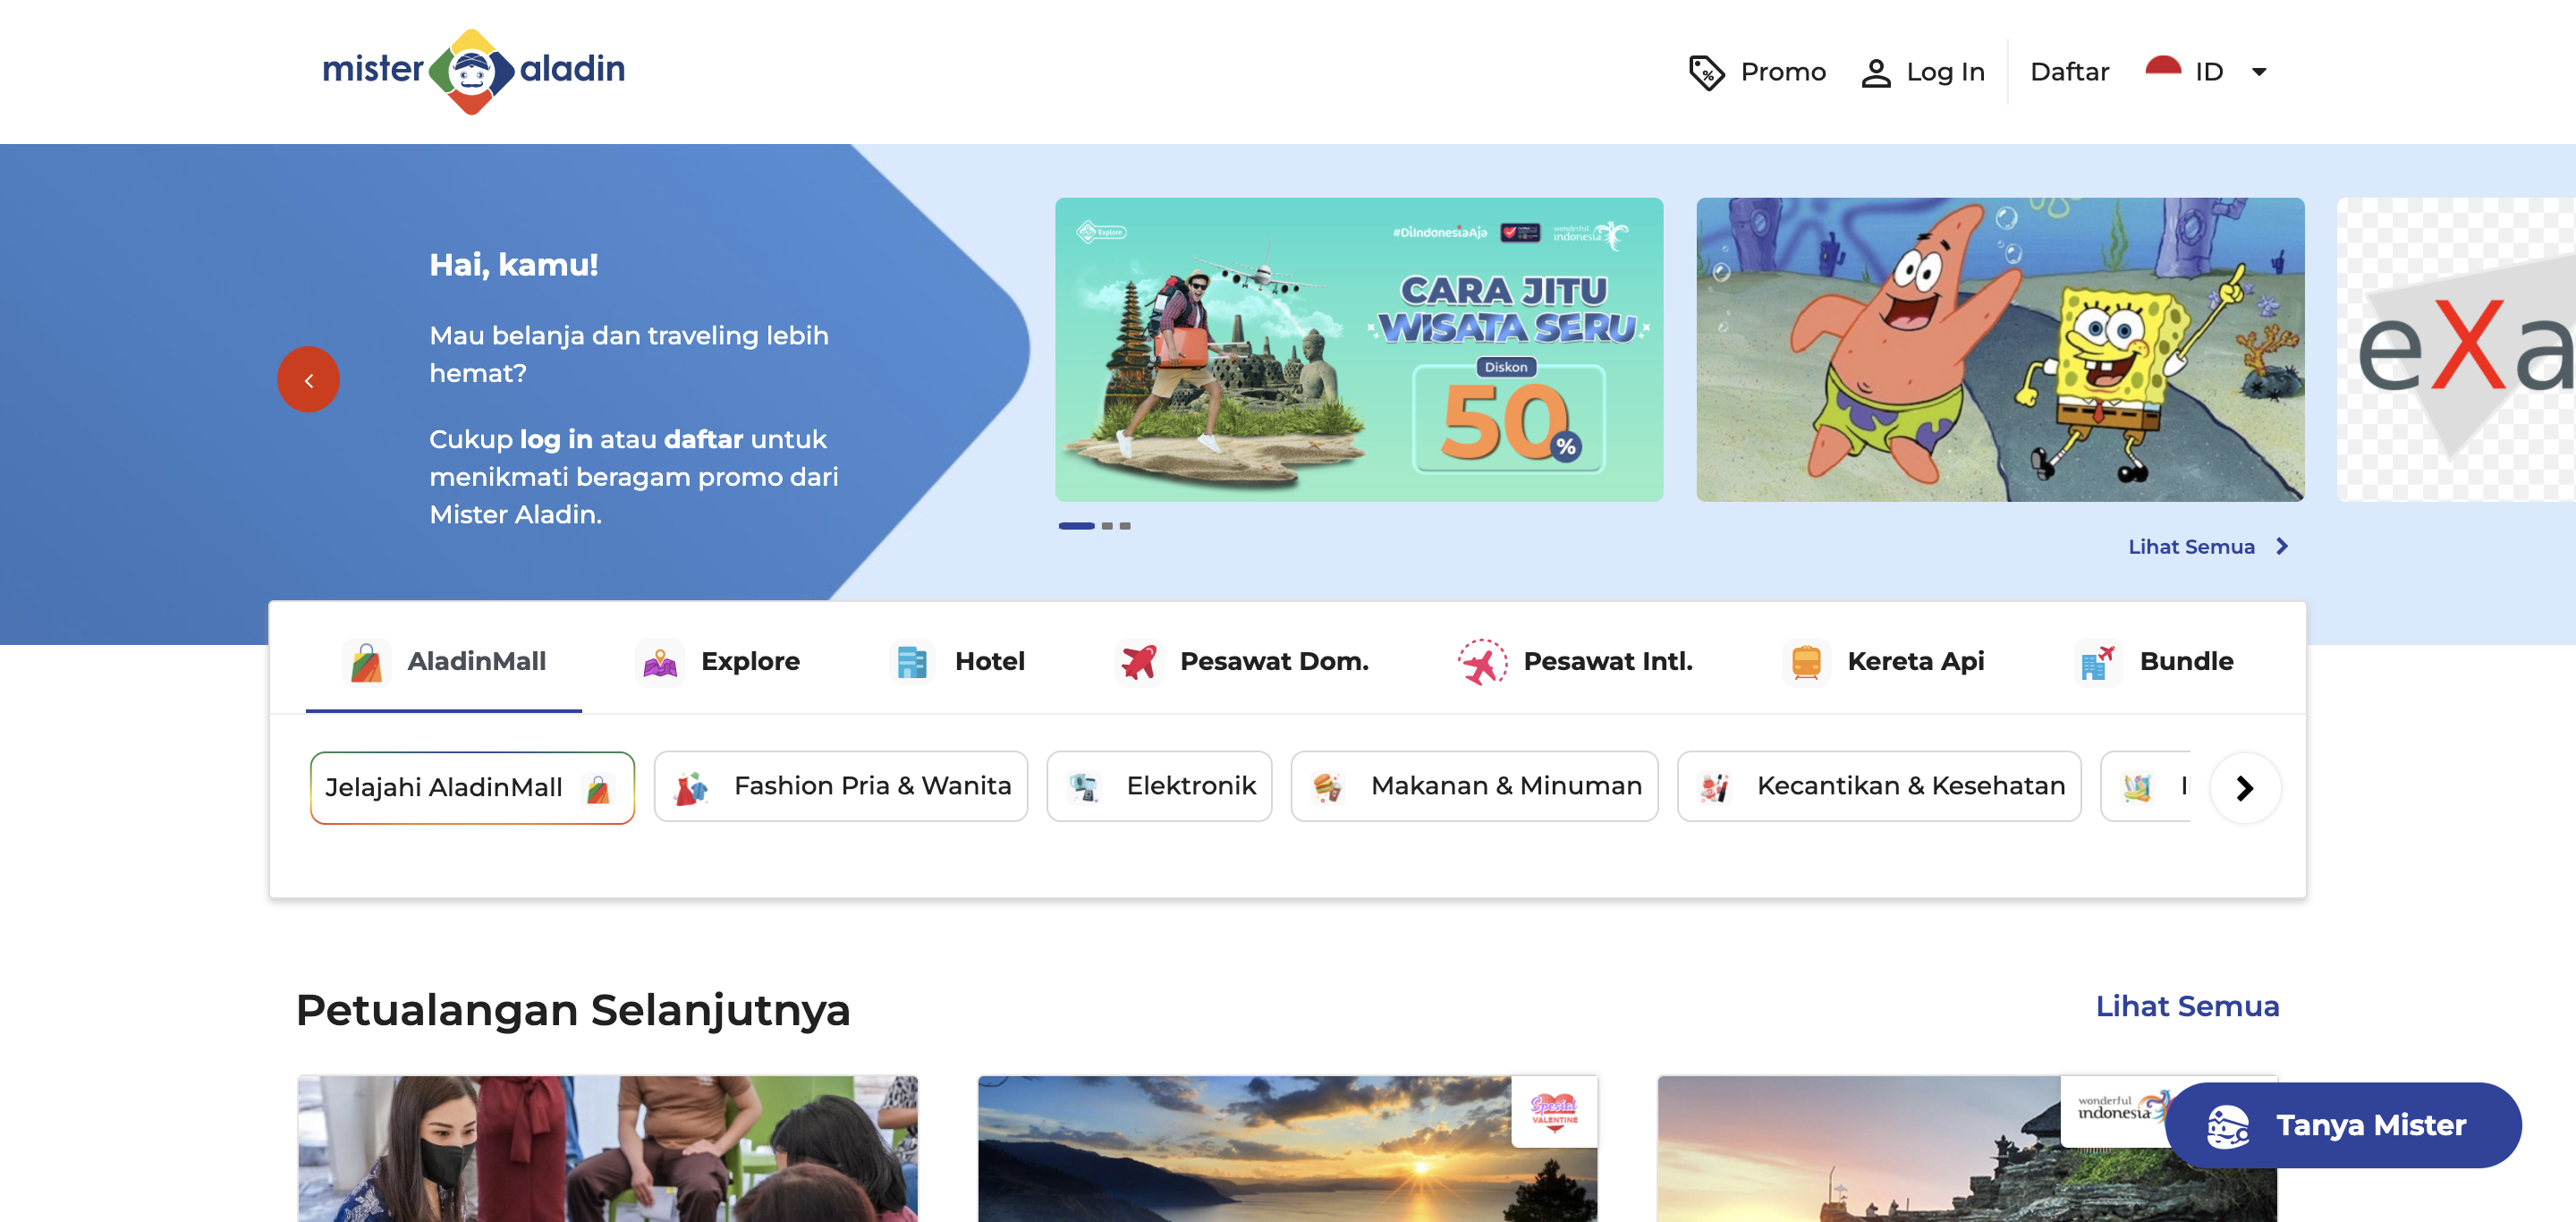 mister aladin
Promo
Log In
Daftar
ID
Hai, kamu!
Mau belanja dan traveling lebih
hemat?
Cukup log in atau daftar untuk
menikmati beragam promo dari
Mister Aladin.
Explore
#DiIndonesiaAja
wonderful
indonesia
CARA JITU
WISATA SERU
Diskon
50%
eXa
Lihat Semua
AladinMall
Explore
Hotel
Pesawat Dom.
Pesawat Intl.
Kereta Api
Bundle
Jelajahi AladinMall
Fashion Pria & Wanita
Elektronik
Makanan & Minuman
Kecantikan & Kesehatan
Petualangan Selanjutnya
Lihat Semua
Spesial
VALENTINE
wonderful
indonesia
Tanya Mister